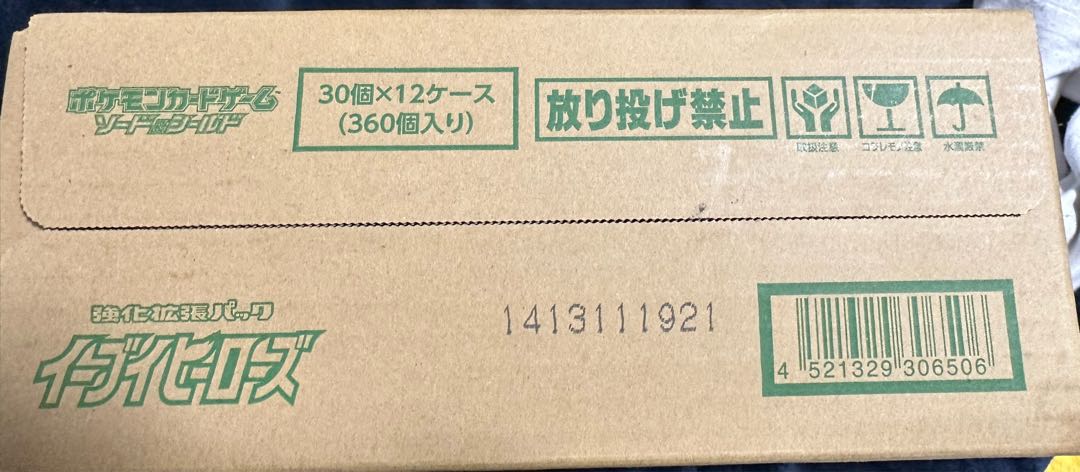 ポケモンカードゲーム
ソード&シールド
30個×12ケース
(360個入り)
放り投げ禁止
取扱注意
コワレモノ注意
水濡厳禁
強化拡張パック
イーブイヒーローズ
1413111921
4 521329 306506